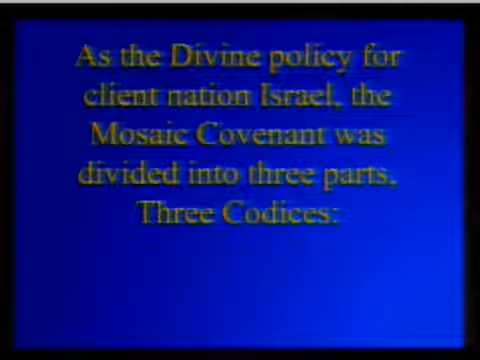 As the Divine policy for
client nation Israel, the
Mosaic Covenant was
divided into three parts,
Three Codices: